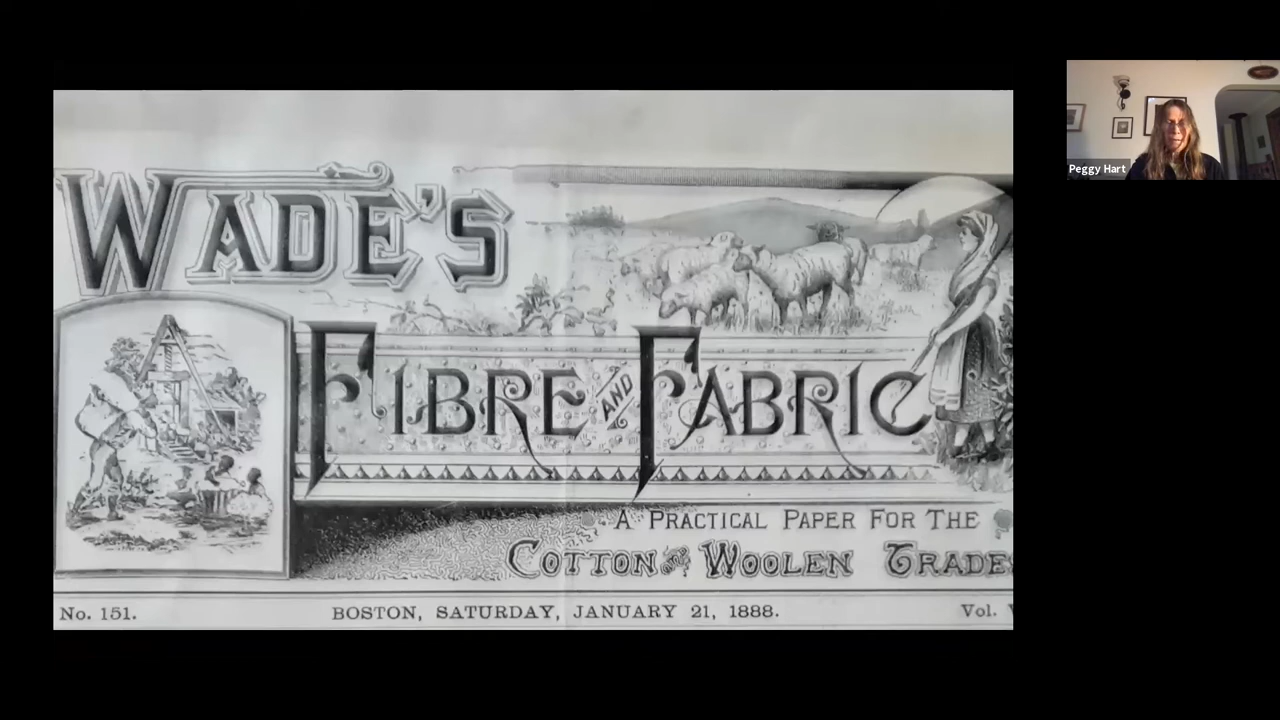 WADE'S
FIBRE AND FABRIC
A PRACTICAL PAPER FOR THE
COTTON AND WOOLEN TRADES
No. 151.
BOSTON, SATURDAY, JANUARY 21, 1888.
Vol.
Peggy Hart